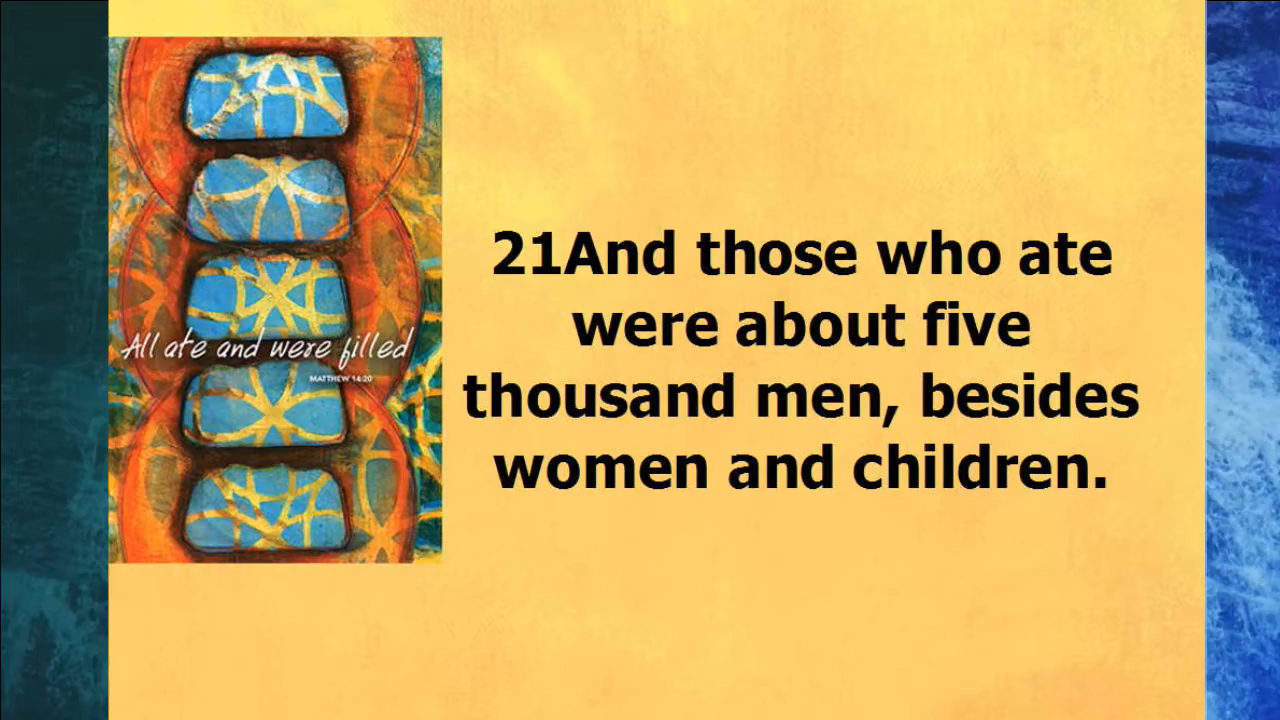 All ate and were filled
MATTHEW 14:20
21And those who ate
were about five
thousand men, besides
women and children.